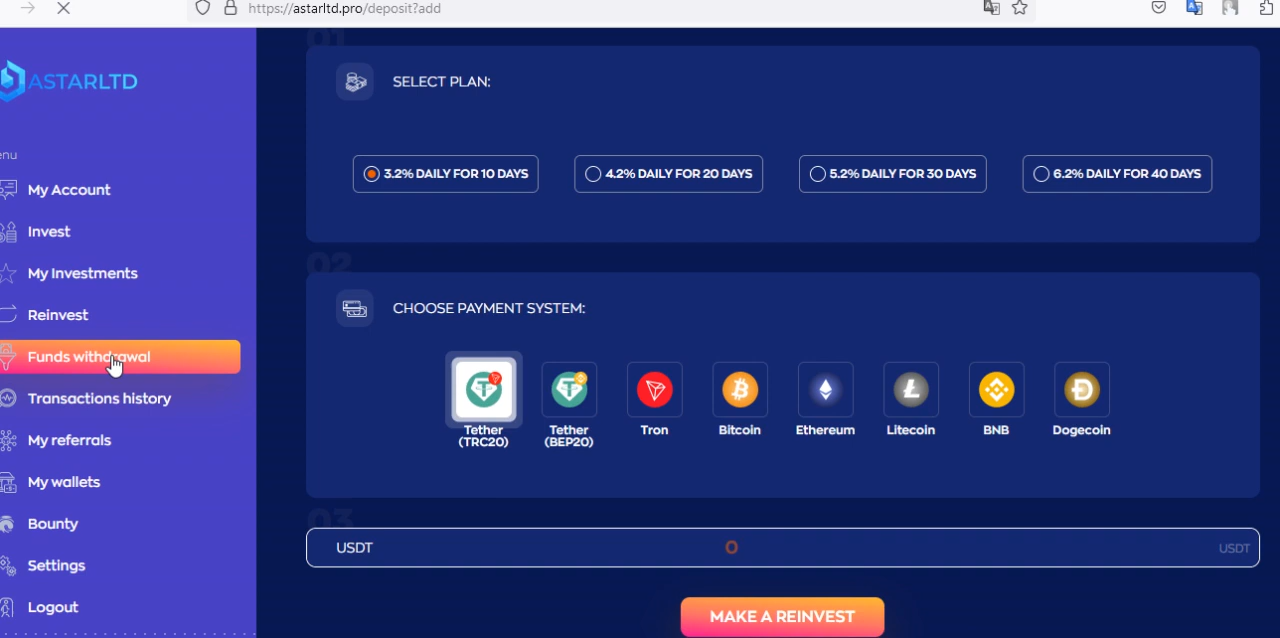 https://astarltd.pro/deposit?add
ASTARLTD
enu
My Account
Invest
My Investments
Reinvest
Funds withdrawal
Transactions history
My referrals
My wallets
Bounty
Settings
Logout
01
SELECT PLAN:
3.2% DAILY FOR 10 DAYS
4.2% DAILY FOR 20 DAYS
5.2% DAILY FOR 30 DAYS
6.2% DAILY FOR 40 DAYS
02
CHOOSE PAYMENT SYSTEM:
Tether
(TRC20)
Tether
(BEP20)
Tron
Bitcoin
Ethereum
Litecoin
BNB
Dogecoin
03
USDT
0
USDT
MAKE A REINVEST